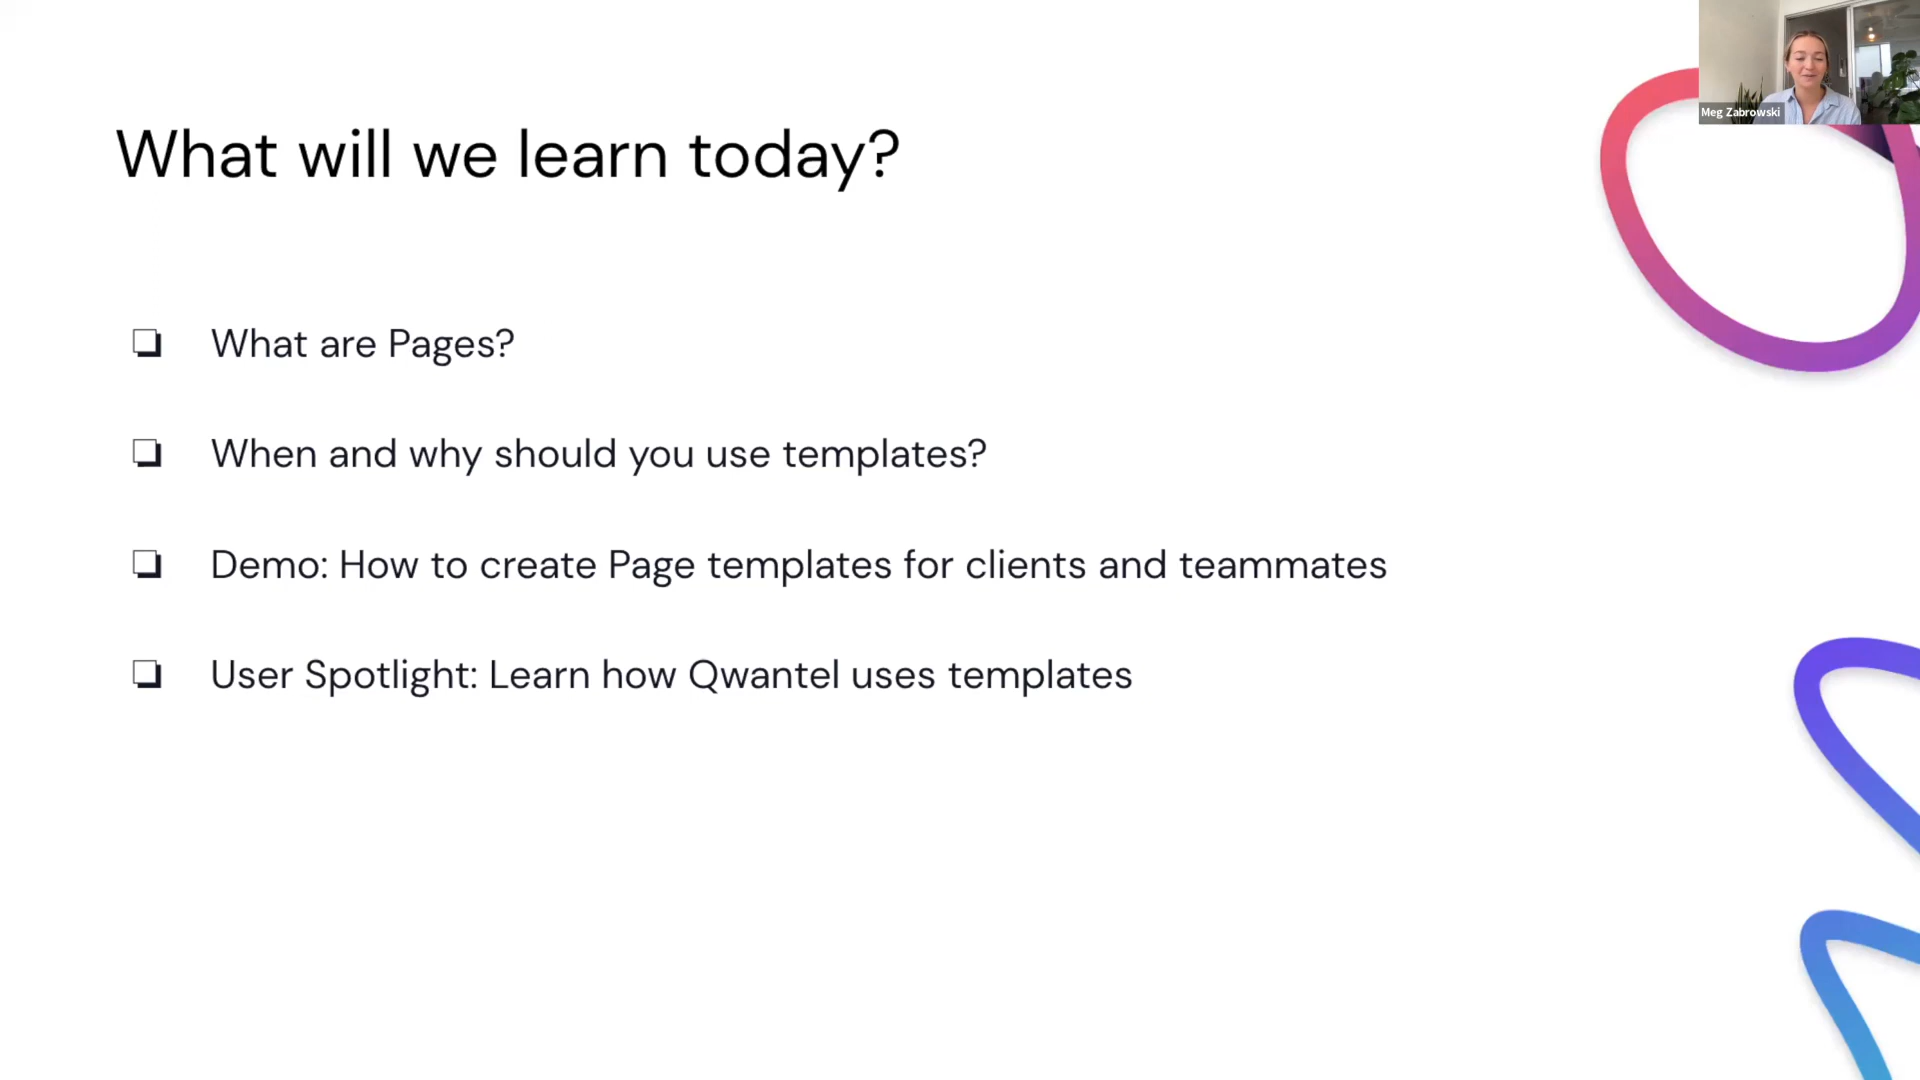 Meg Zabrowski
What will we learn today?
❏ What are Pages?
❏ When and why should you use templates?
❏ Demo: How to create Page templates for clients and teammates
❏ User Spotlight: Learn how Qwantel uses templates